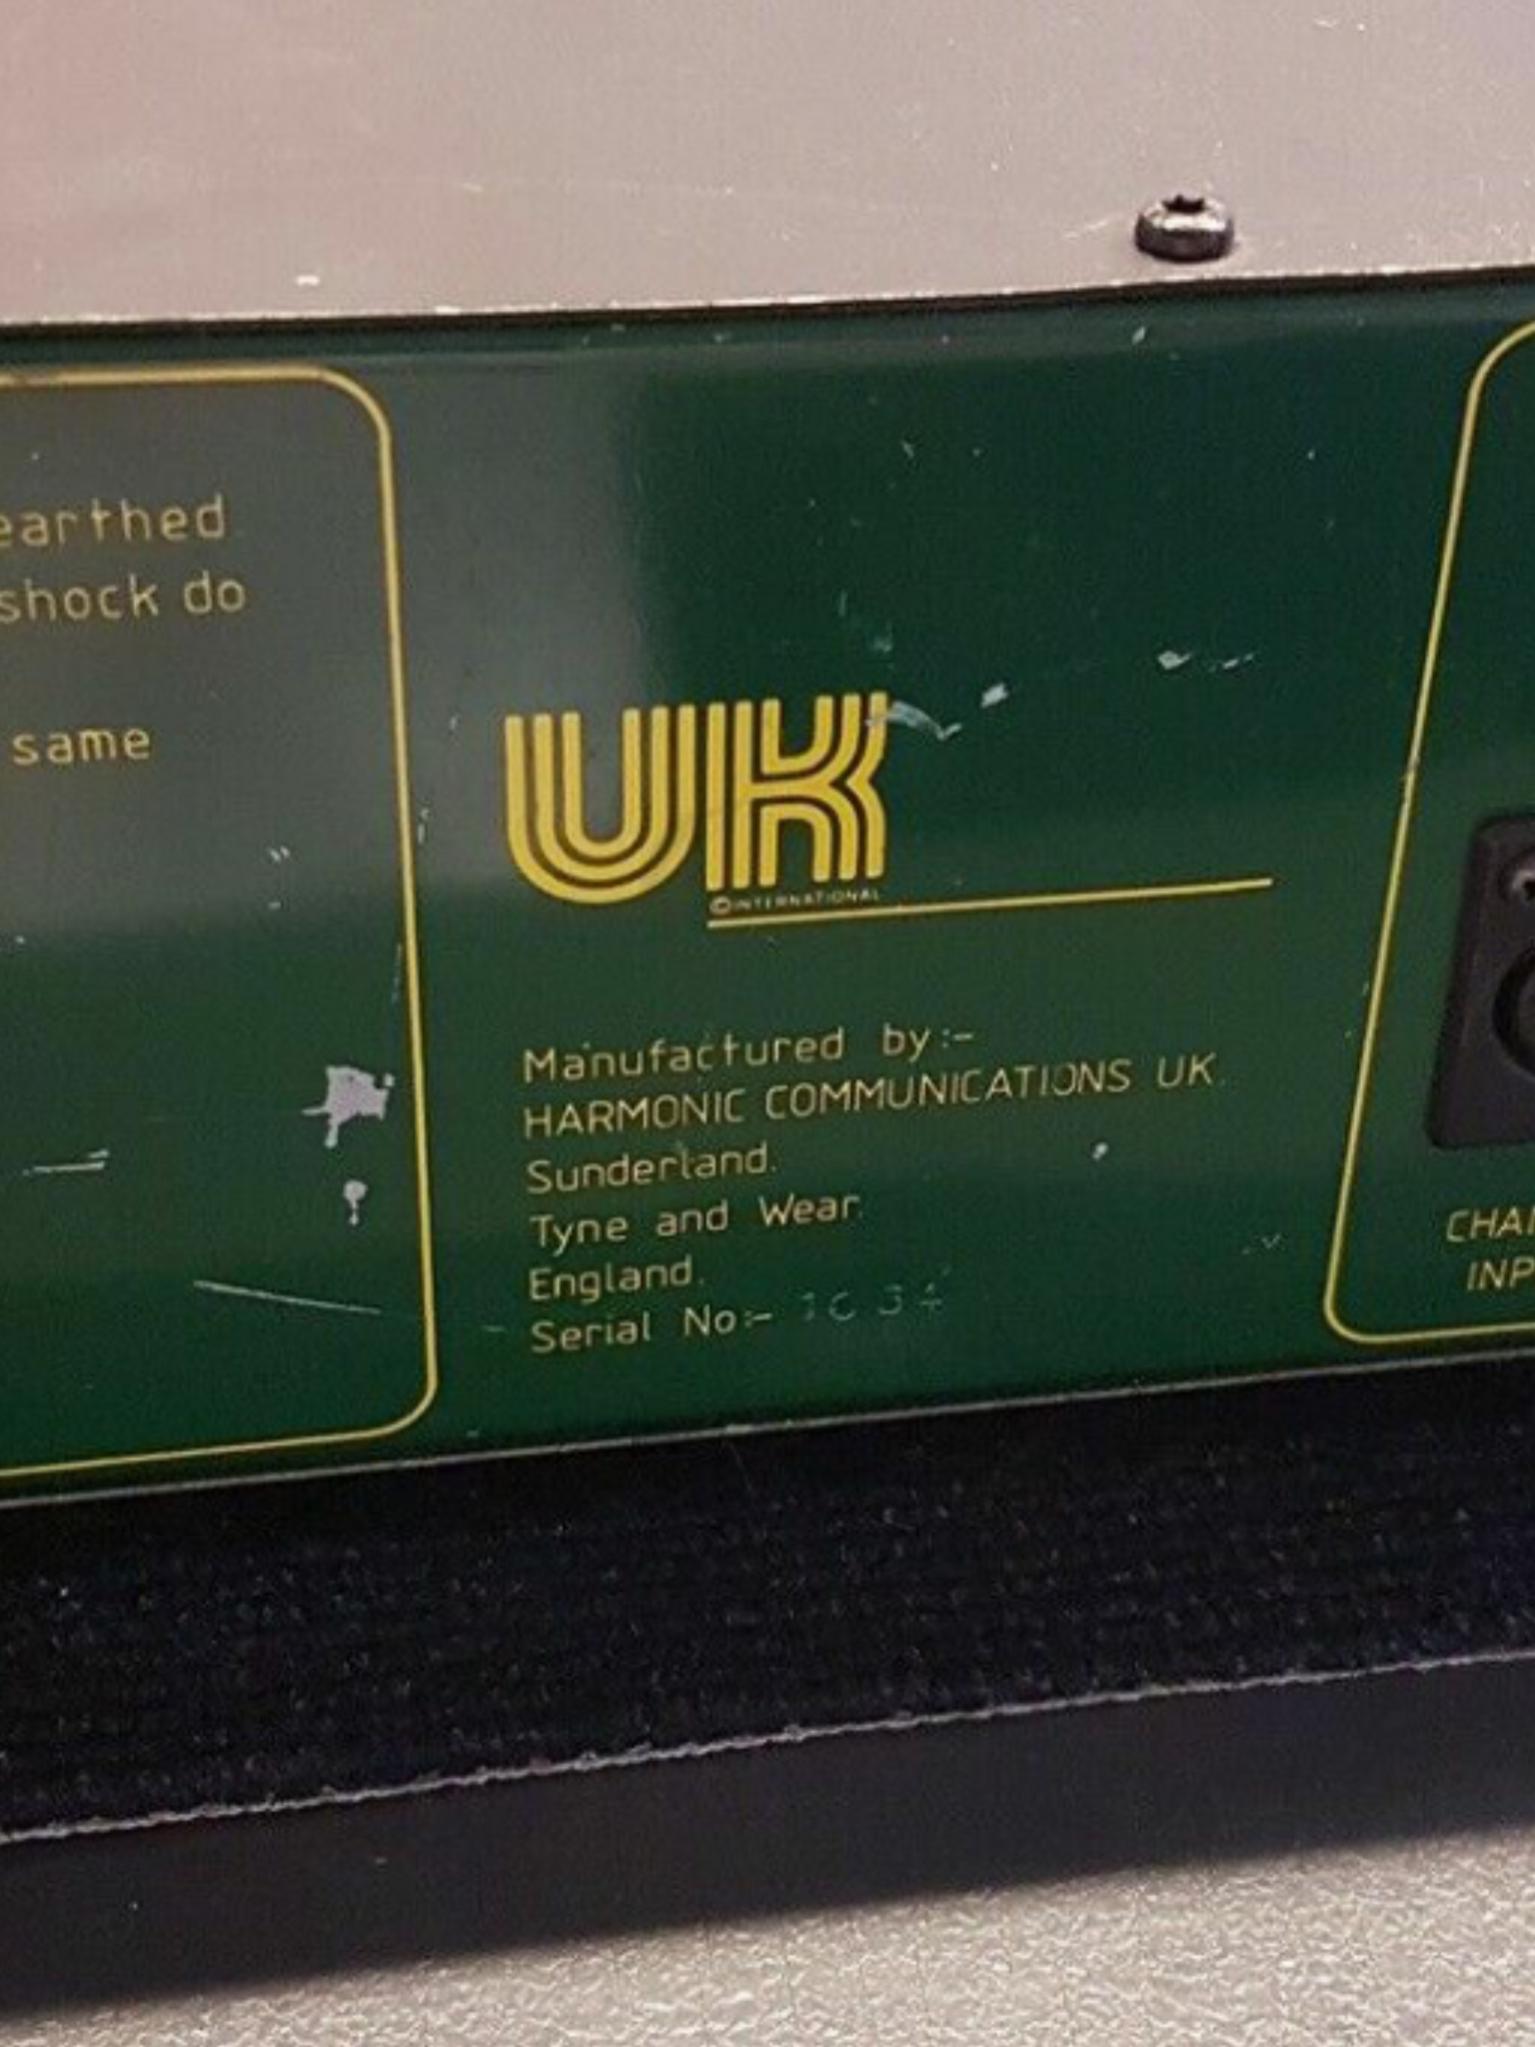 earthed
shock do
same
UK
©INTERNATIONAL
Manufactured by:-
HARMONIC COMMUNICATIONS UK.
Sunderland.
Tyne and Wear.
England.
Serial No:-